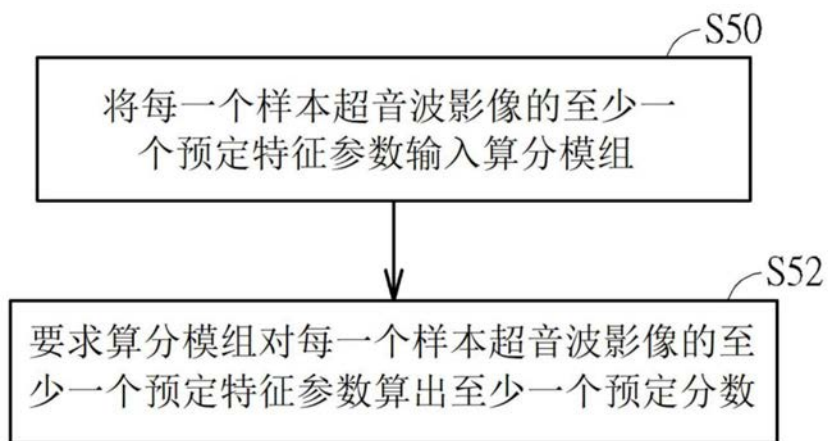 S50
将每一个样本超音波影像的至少一
个预定特征参数输入算分模组
S52
要求算分模组对每一个样本超音波影像的至
少一个预定特征参数算出至少一个预定分数